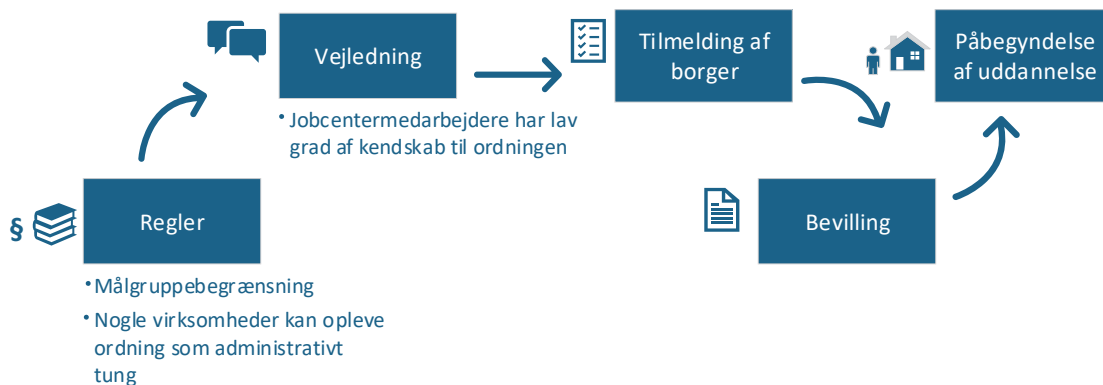 Vejledning
• Jobcentermedarbejdere har lav
grad af kendskab til ordningen
Tilmelding af
borger
Påbegyndelse
af uddannelse
§
Regler
• Målgruppebegrænsning
• Nogle virksomheder kan opleve
ordning som administrativt
tung
Bevilling